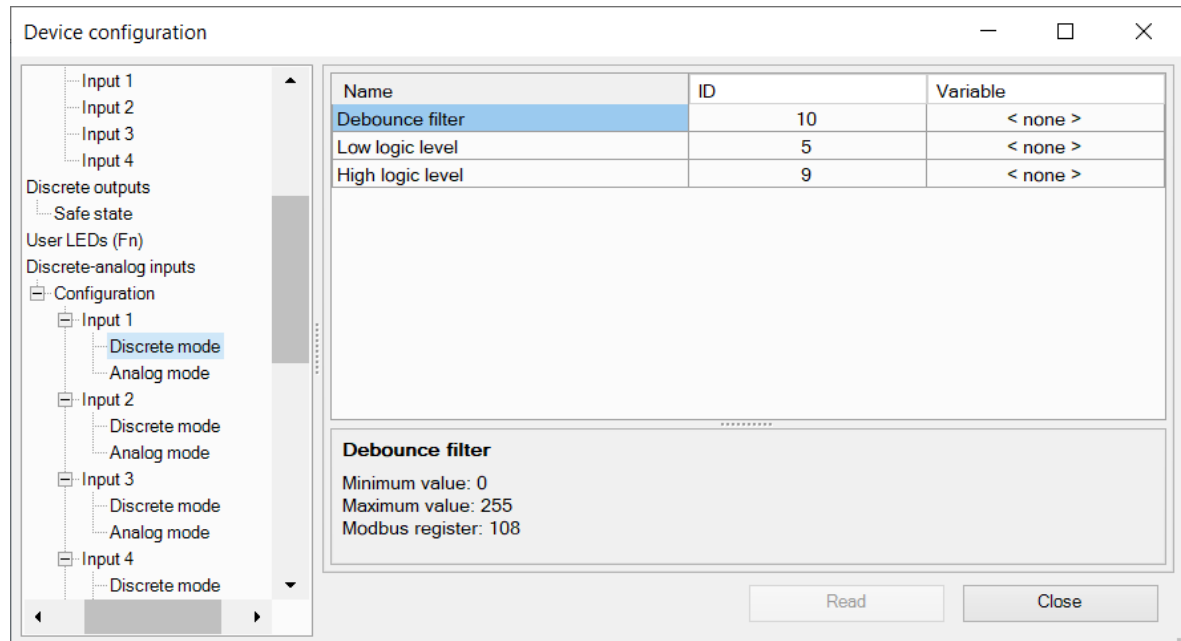 Device configuration
Input 1
Input 2
Input 3
Input 4
Discrete outputs
Safe state
User LEDs (Fn)
Discrete-analog inputs
Configuration
Input 1
Discrete mode
Analog mode
Input 2
Discrete mode
Analog mode
Input 3
Discrete mode
Analog mode
Input 4
Discrete mode
Name ID Variable
Debounce filter 10 < none >
Low logic level 5 < none >
High logic level 9 < none >
Debounce filter
Minimum value: 0
Maximum value: 255
Modbus register: 108
Read Close